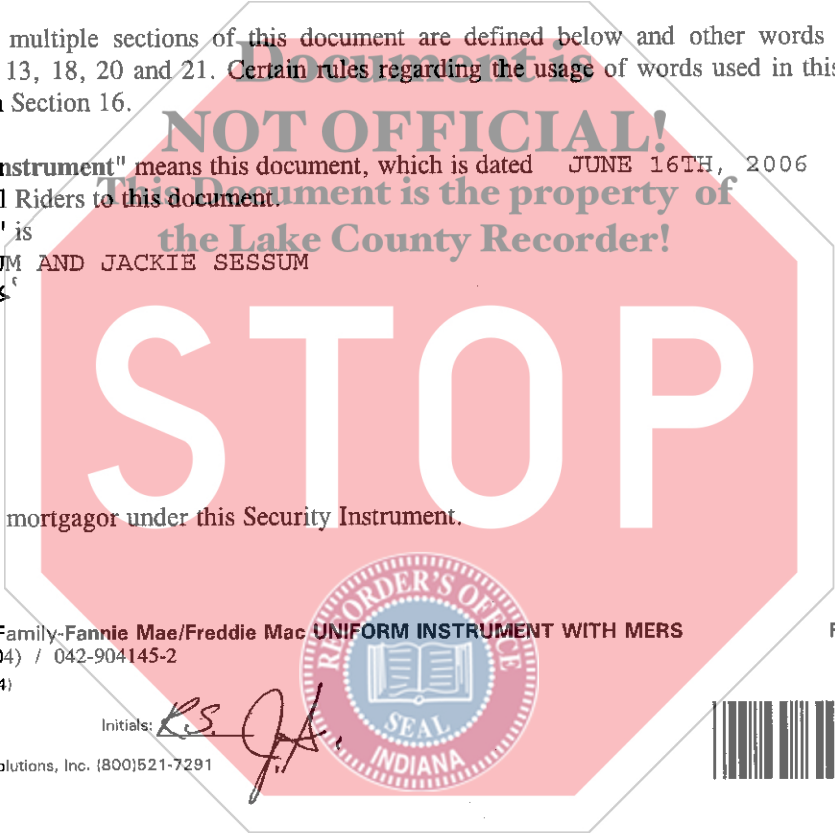 multiple sections of this document are defined below and other words
Document is
13, 18, 20 and 21. Certain rules regarding the usage of words used in this
Section 16.
NOT OFFICIAL!
nstrument" means this document, which is dated JUNE 16TH, 2006
This Document is the property of
l Riders to this document.
" is
the Lake County Recorder!
UM AND JACKIE SESSUM
STOP
mortgagor under this Security Instrument.
RECORDER'S OFFICE
Family-Fannie Mae/Freddie Mac UNIFORM INSTRUMENT WITH MERS F
04) / 042-904145-2
4)
Initials: R.S. J.S.
SEAL
INDIANA
olutions, Inc. (800)521-7291